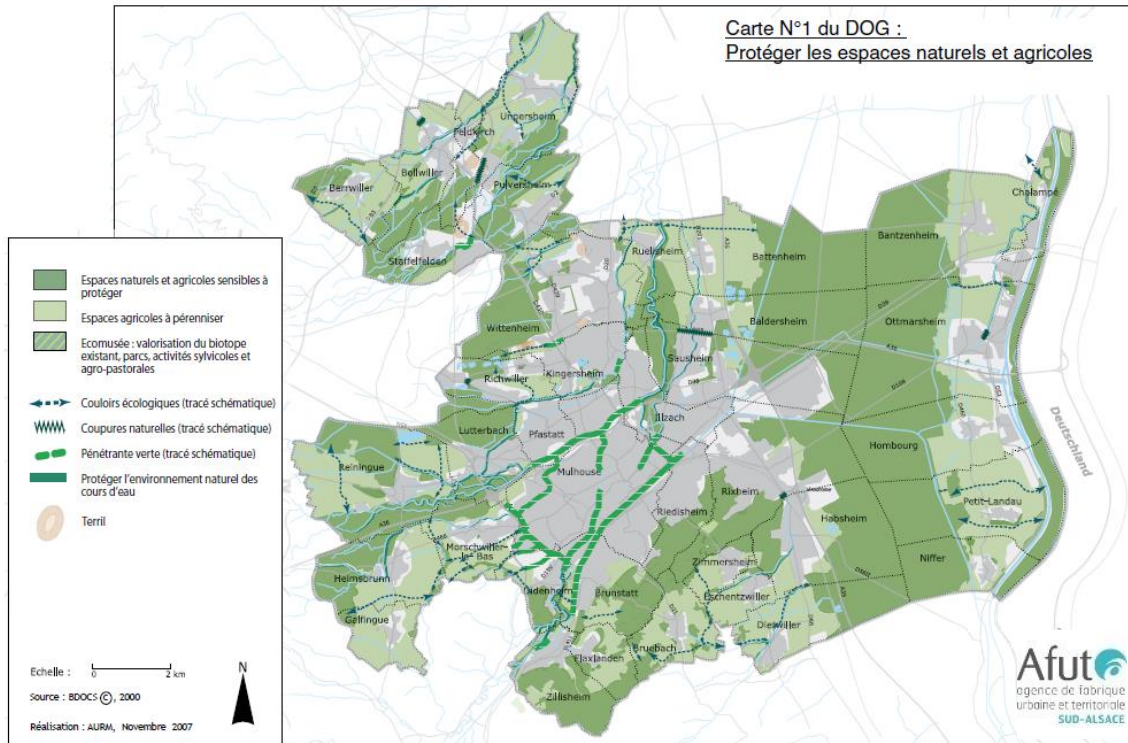 Carte N°1 du DOG :
Protéger les espaces naturels et agricoles
Ungersheim
Feldkirch
Bollwiller
Berrwiller
Pulversheim
Staffelfelden
Ruelisheim
Wittenheim
Battenheim
Bantzenheim
Chalampé
Baldersheim
Ottmarsheim
Sausheim
Richwiller
Kingersheim
Illzach
Lutterbach
Pfastatt
Mulhouse
Reiningue
Hombourg
Deutschland
Rixheim
Habsheim
Petit-Landau
Riedisheim
Niffer
Morschwiller
-le- Bas
Zimmersheim
Heimsbrunn
Didenheim
Brunstatt
Eschentzwiller
Galfingue
Dietwiller
Bruebach
Flaxlanden
Zillisheim
Espaces naturels et agricoles sensibles à
protéger
Espaces agricoles à pérenniser
Ecomusée : valorisation du biotope
existant, parcs, activités sylvicoles et
agro-pastorales
Couloirs écologiques (tracé schématique)
Coupures naturelles (tracé schématique)
Pénétrante verte (tracé schématique)
Protéger l'environnement naturel des
cours d'eau
Terril
Echelle :
0 2 km
N
Source : BDOCS ©, 2000
Réalisation : AURM, Novembre 2007
Afut
agence de fabrique
urbaine et territoriale
SUD-ALSACE